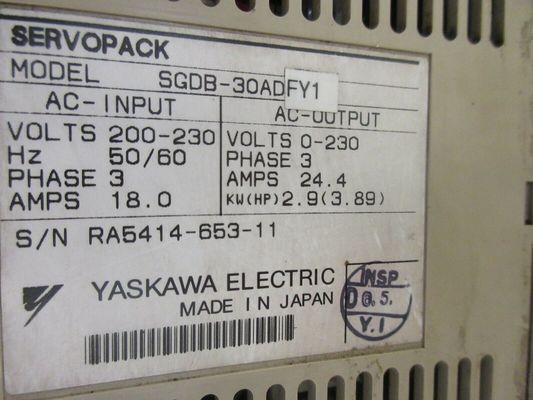 SERVOPACK
MODEL SGDB-30ADFY1
AC-INPUT
VOLTS 200-230
Hz 50/60
PHASE 3
AMPS 18.0
AC-OUTPUT
VOLTS 0-230
PHASE 3
AMPS 24.4
KW(HP) 2.9(3.89)
S/N RA5414-653-11
YASKAWA ELECTRIC
MADE IN JAPAN
INSP
Y.I